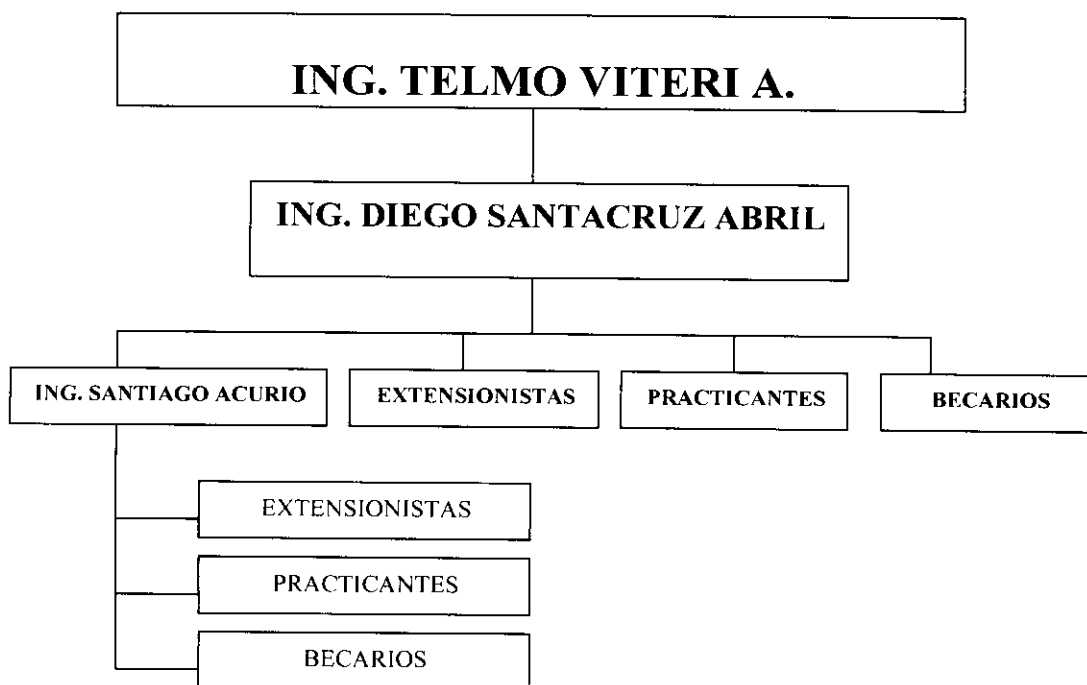 ING. TELMO VITERI A.
ING. DIEGO SANTACRUZ ABRIL
ING. SANTIAGO ACURIO
EXTENSIONISTAS
PRACTICANTES
BECARIOS
EXTENSIONISTAS
PRACTICANTES
BECARIOS